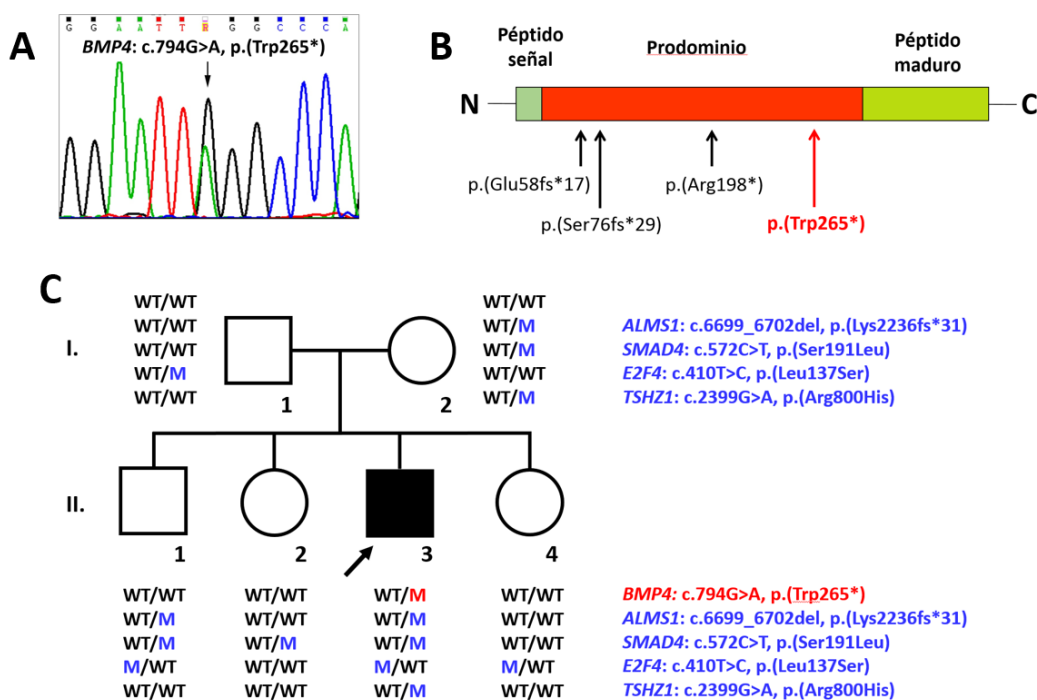 A
G G A A T T R G G C C C A
BMP4: c.794G>A, p.(Trp265*)
B
Péptido señal
Prodominio
Péptido maduro
N
C
p.(Glu58fs*17)
p.(Ser76fs*29)
p.(Arg198*)
p.(Trp265*)
C
I.
WT/WT
WT/WT
WT/WT
WT/M
WT/WT
1
2
WT/WT
WT/M
WT/M
WT/WT
WT/M
ALMS1: c.6699_6702del, p.(Lys2236fs*31)
SMAD4: c.572C>T, p.(Ser191Leu)
E2F4: c.410T>C, p.(Leu137Ser)
TSHZ1: c.2399G>A, p.(Arg800His)
II.
1
2
3
4
WT/WT WT/WT WT/M WT/WT BMP4: c.794G>A, p.(Trp265*)
WT/M WT/WT WT/M WT/WT ALMS1: c.6699_6702del, p.(Lys2236fs*31)
WT/M WT/M WT/M WT/WT SMAD4: c.572C>T, p.(Ser191Leu)
M/WT WT/WT M/WT M/WT E2F4: c.410T>C, p.(Leu137Ser)
WT/WT WT/WT WT/M WT/WT TSHZ1: c.2399G>A, p.(Arg800His)